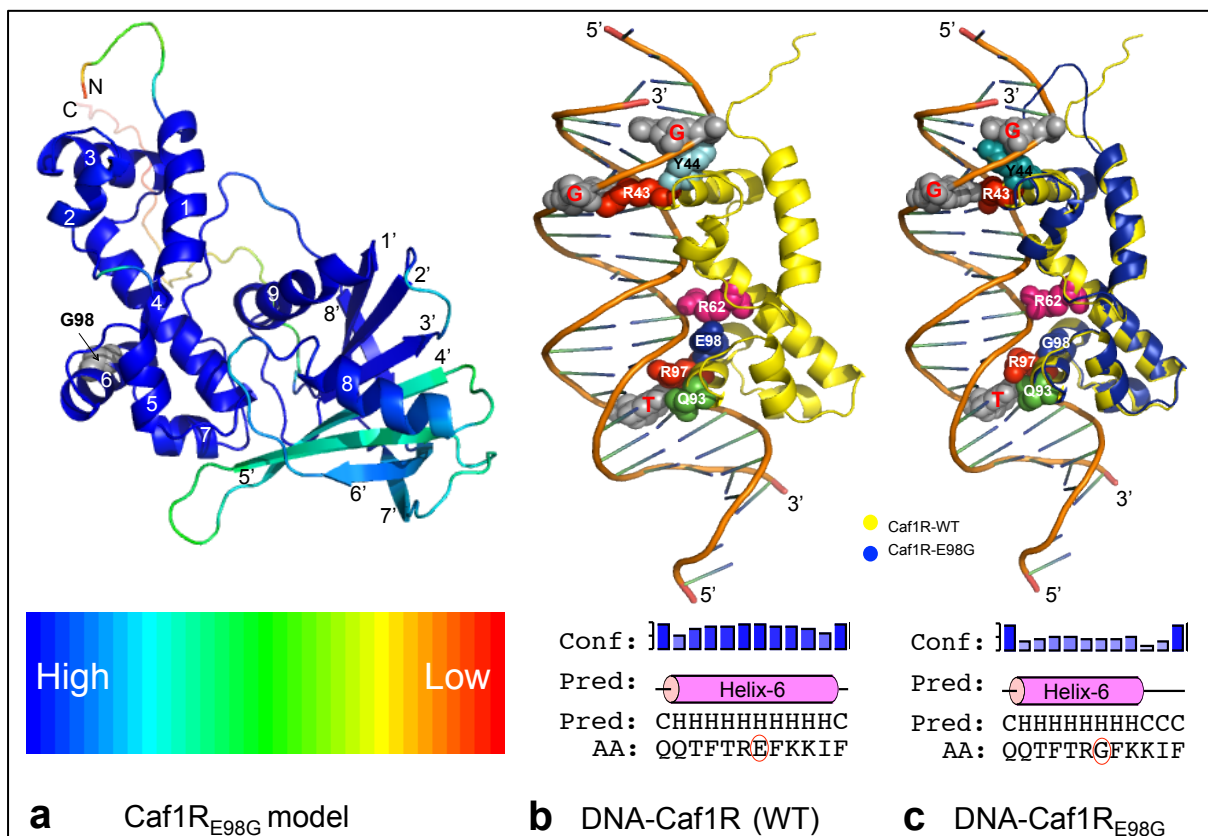 N
C
3
2
1
4
G98
6
5
7
9
8'
1'
2'
3'
4'
8
5'
6'
7'
High
Low
a Caf1R_E98G model
5'
3'
G
Y44
G
R43
R62
E98
R97
Q93
T
3'
5'
Caf1R-WT
Caf1R-E98G
Conf:
Pred:
Helix-6
Pred: CHHHHHHHHHHC
AA: QQTFTREFKKIF
b DNA-Caf1R (WT)
5'
3'
G
Y44
G
R43
R62
G98
R97
Q93
T
3'
5'
Conf:
Pred:
Helix-6
Pred: CHHHHHHHHCCC
AA: QQTFTRGFKKIF
c DNA-Caf1R_E98G